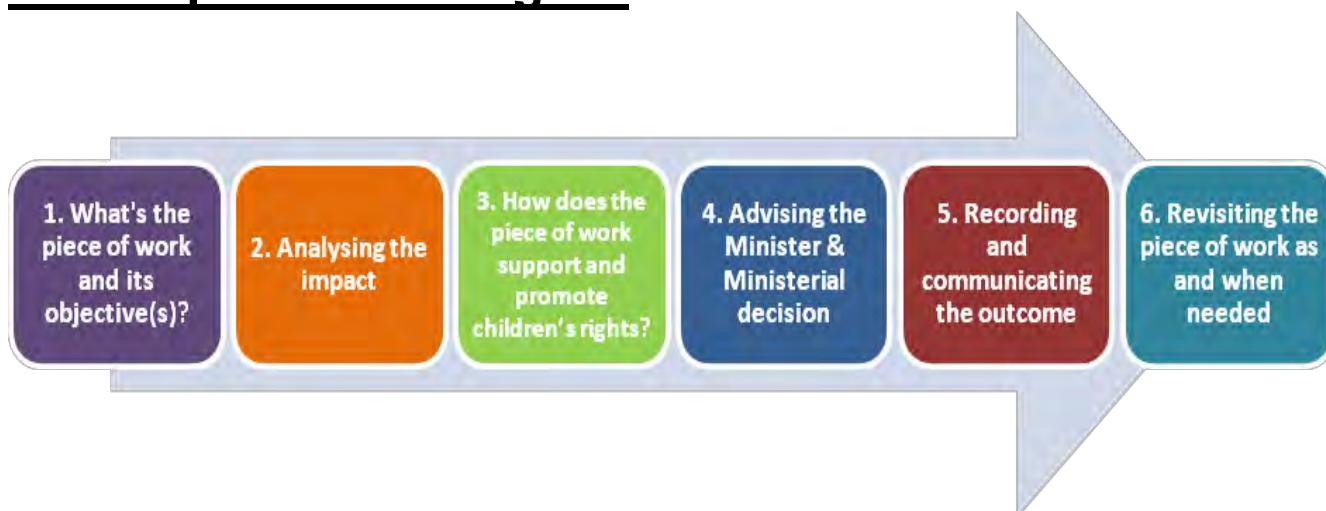 1. What's the
piece of work
and its
objective(s)?
2. Analysing the
impact
3. How does the
piece of work
support and
promote
children's rights?
4. Advising the
Minister &
Ministerial
decision
5. Recording
and
communicating
the outcome
6. Revisiting the
piece of work as
and when
needed